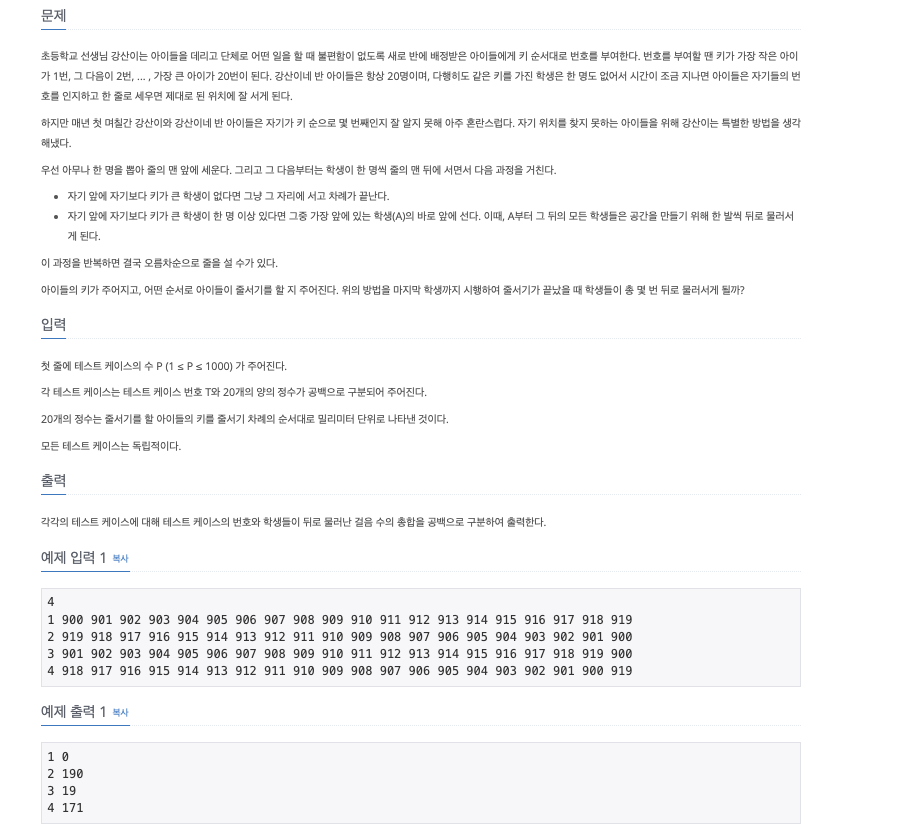 문제
초등학교 선생님 강산이는 아이들을 데리고 단체로 어떤 일을 할 때 불편함이 없도록 새로 반에 배정받은 아이들에게 키 순서대로 번호를 부여한다. 번호를 부여할 땐 키가 가장 작은 아이
가 1번, 그 다음이 2번, ... , 가장 큰 아이가 20번이 된다. 강산이네 반 아이들은 항상 20명이며, 다행히도 같은 키를 가진 학생은 한 명도 없어서 시간이 조금 지나면 아이들은 자기들의 번
호를 인지하고 한 줄로 세우면 제대로 된 위치에 잘 서게 된다.
하지만 매년 첫 며칠간 강산이와 강산이네 반 아이들은 자기가 키 순으로 몇 번째인지 잘 알지 못해 아주 혼란스럽다. 자기 위치를 찾지 못하는 아이들을 위해 강산이는 특별한 방법을 생각
해냈다.
우선 아무나 한 명을 뽑아 줄의 맨 앞에 세운다. 그리고 그 다음부터는 학생이 한 명씩 줄의 맨 뒤에 서면서 다음 과정을 거친다.
• 자기 앞에 자기보다 키가 큰 학생이 없다면 그냥 그 자리에 서고 차례가 끝난다.
• 자기 앞에 자기보다 키가 큰 학생이 한 명 이상 있다면 그중 가장 앞에 있는 학생(A)의 바로 앞에 선다. 이때, A부터 그 뒤의 모든 학생들은 공간을 만들기 위해 한 발씩 뒤로 물러서
게 된다.
이 과정을 반복하면 결국 오름차순으로 줄을 설 수가 있다.
아이들의 키가 주어지고, 어떤 순서로 아이들이 줄서기를 할 지 주어진다. 위의 방법을 마지막 학생까지 시행하여 줄서기가 끝났을 때 학생들이 총 몇 번 뒤로 물러서게 될까?
입력
첫 줄에 테스트 케이스의 수 P (1 ≤ P ≤ 1000) 가 주어진다.
각 테스트 케이스는 테스트 케이스 번호 T와 20개의 양의 정수가 공백으로 구분되어 주어진다.
20개의 정수는 줄서기를 할 아이들의 키를 줄서기 차례의 순서대로 밀리미터 단위로 나타낸 것이다.
모든 테스트 케이스는 독립적이다.
출력
각각의 테스트 케이스에 대해 테스트 케이스의 번호와 학생들이 뒤로 물러난 걸음 수의 총합을 공백으로 구분하여 출력한다.
예제 입력 1 복사
4
1 900 901 902 903 904 905 906 907 908 909 910 911 912 913 914 915 916 917 918 919
2 919 918 917 916 915 914 913 912 911 910 909 908 907 906 905 904 903 902 901 900
3 901 902 903 904 905 906 907 908 909 910 911 912 913 914 915 916 917 918 919 900
4 918 917 916 915 914 913 912 911 910 909 908 907 906 905 904 903 902 901 900 919
예제 출력 1 복사
1 0
2 190
3 19
4 171